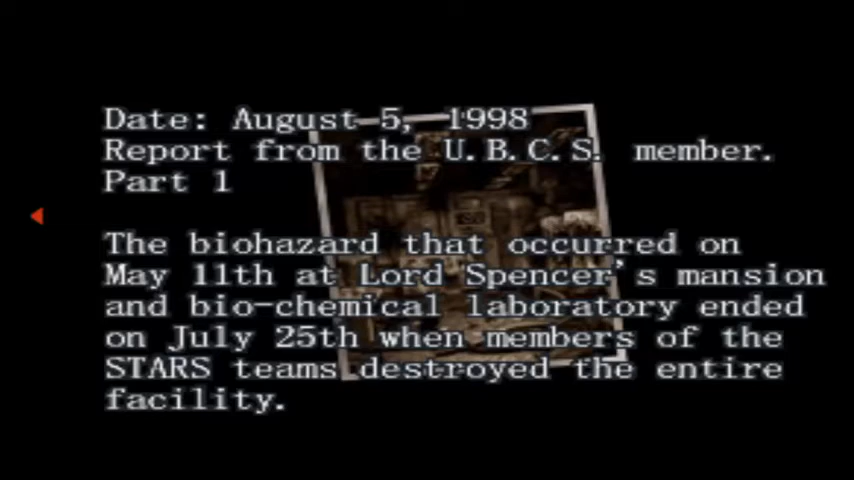 Date: August 5, 1998
Report from the U.B.C.S. member.
Part 1
The biohazard that occurred on
May 11th at Lord Spencer's mansion
and bio-chemical laboratory ended
on July 25th when members of the
STARS teams destroyed the entire
facility.